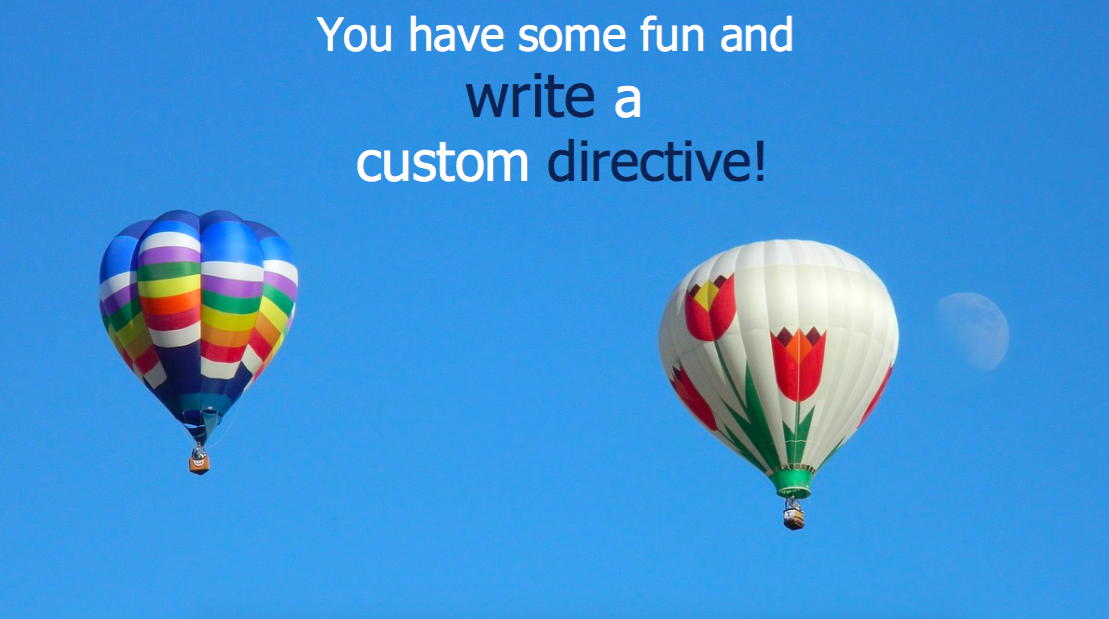 You have some fun and
write a
custom directive!